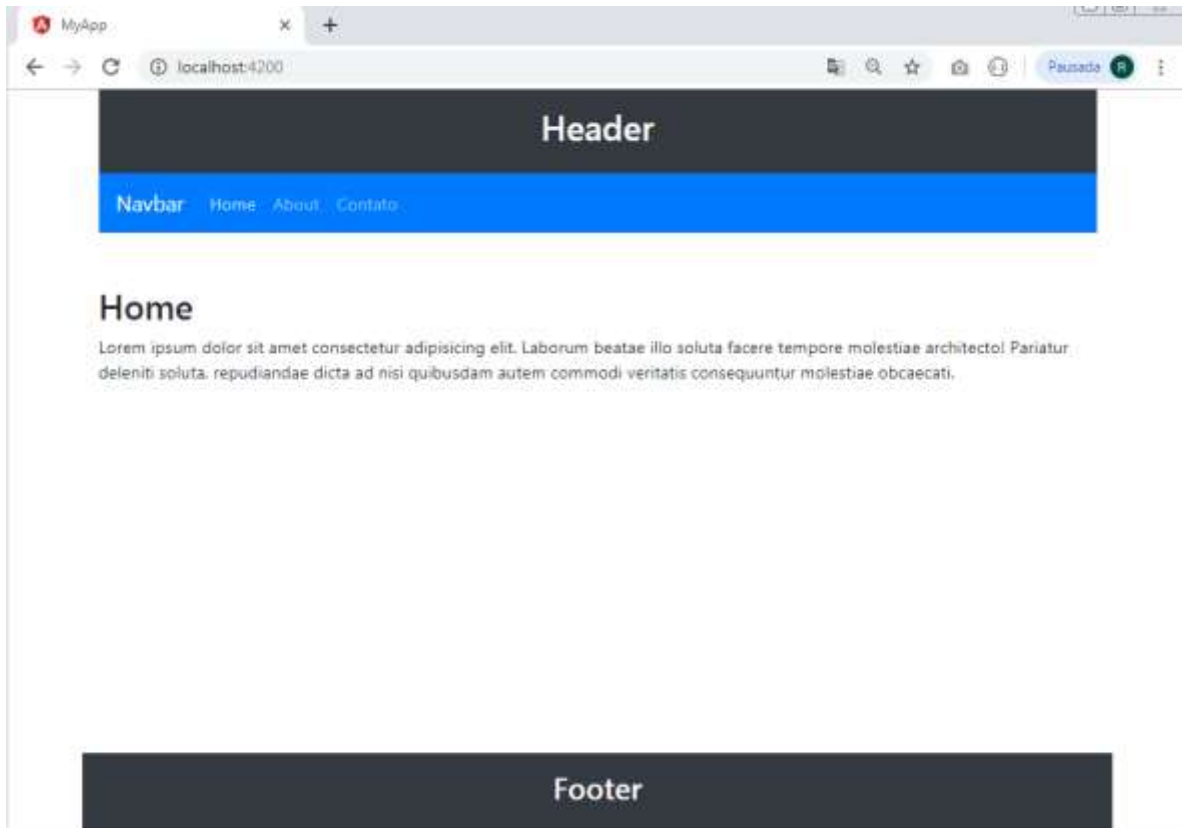 MyApp
localhost:4200
Pausada R
Header
Navbar Home About Contato
Home
Lorem ipsum dolor sit amet consectetur adipisicing elit. Laborum beatae illo soluta facere tempore molestiae architecto! Pariatur
deleniti soluta, repudiandae dicta ad nisi quibusdam autem commodi veritatis consequuntur molestiae obcaecati.
Footer